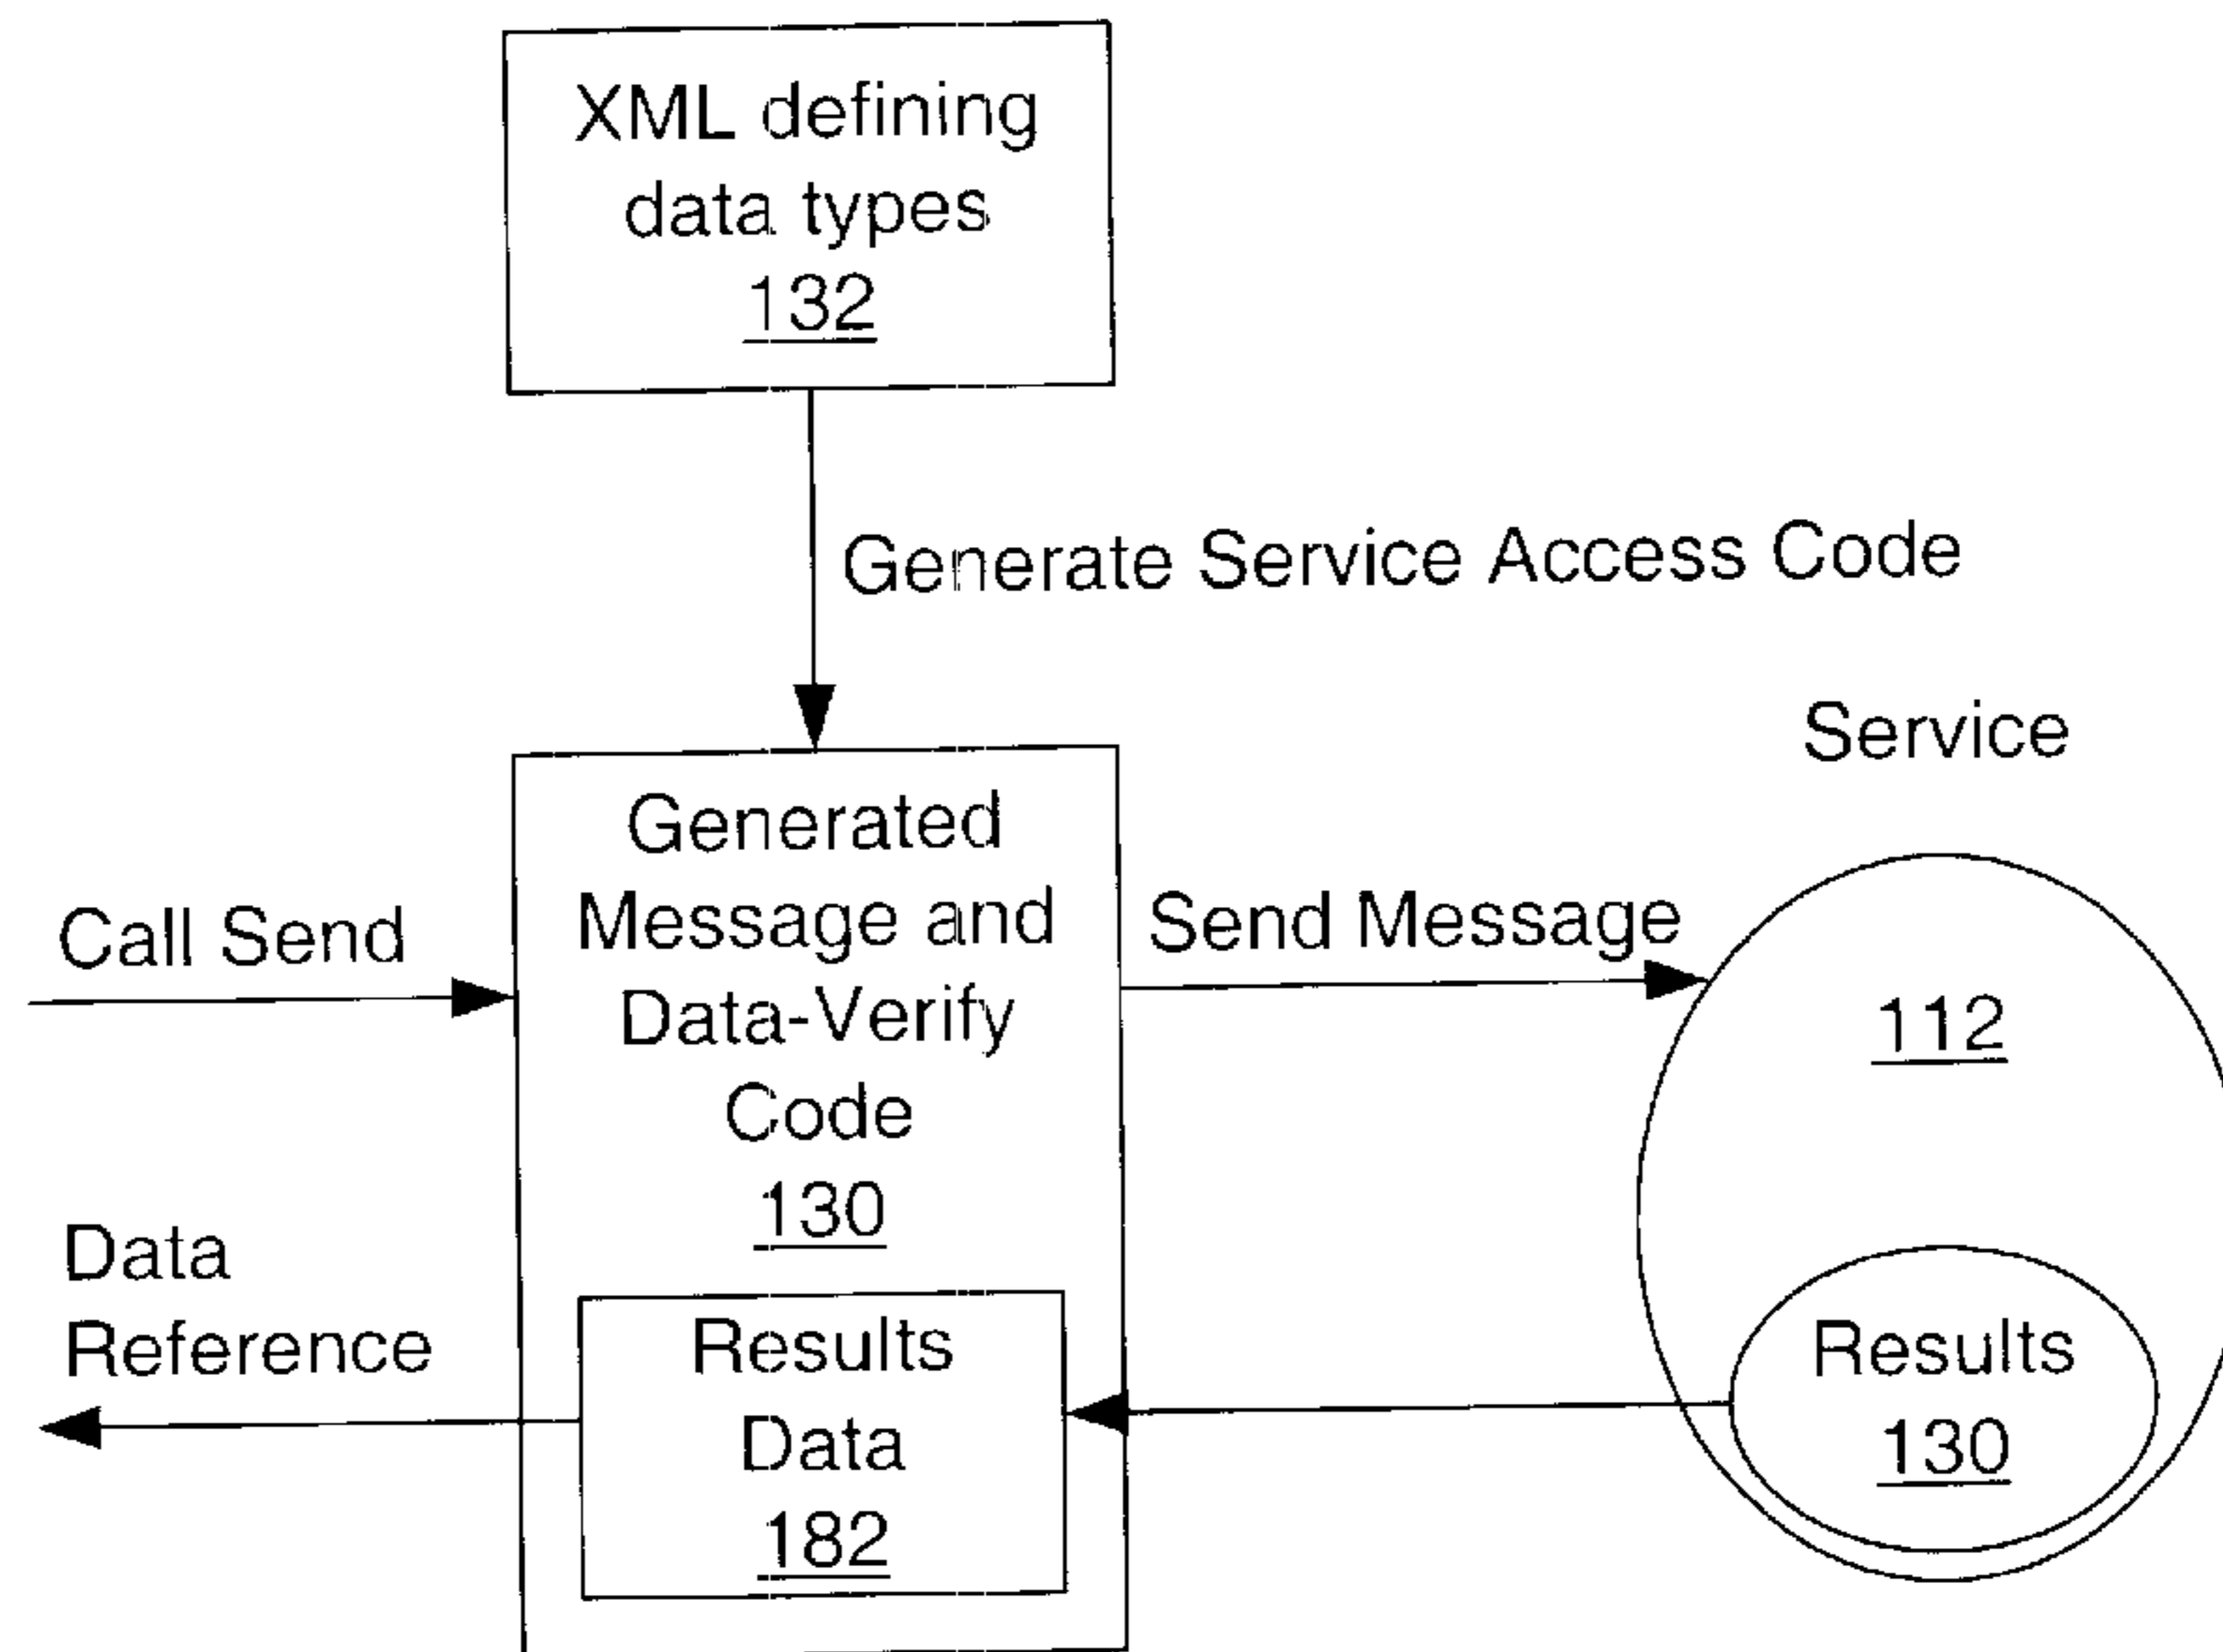 XML defining
data types
132
Generate Service Access Code
Service
Generated
Message and
Data-Verify
Code
130
Call Send
Send Message
112
Data
Reference
Results
Data
182
Results
130